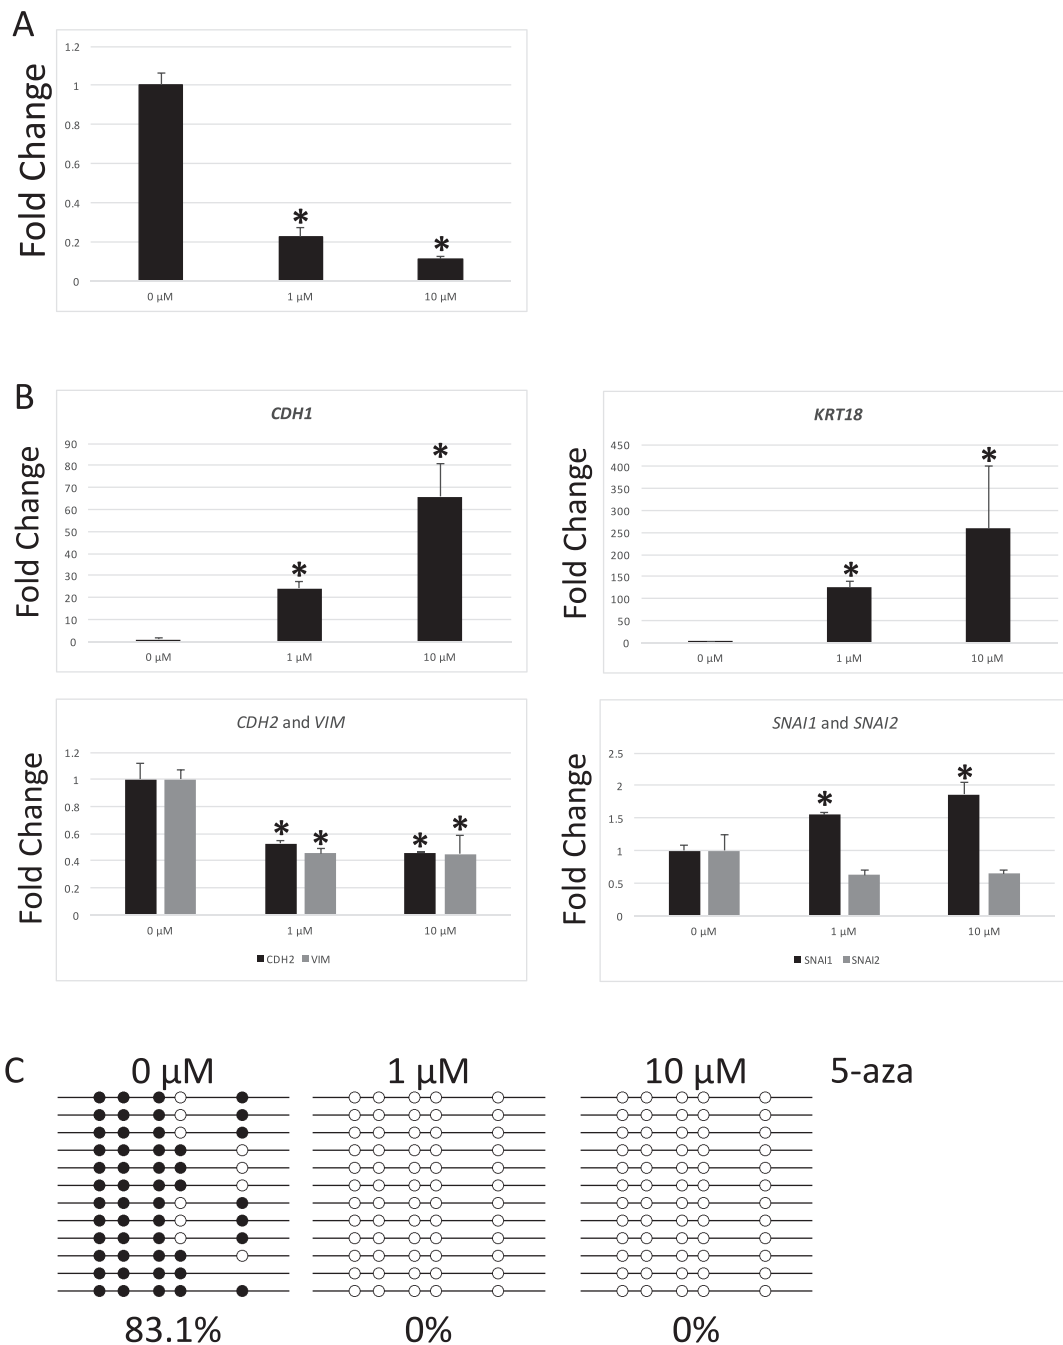 A
Fold Change
1.2
1
0.8
0.6
0.4
0.2
0
*
*
0 µM
1 µM
10 µM
B
CDH1
Fold Change
90
80
70
60
50
40
30
20
10
0
*
*
0 µM
1 µM
10 µM
KRT18
Fold Change
450
400
350
300
250
200
150
100
50
0
*
*
0 µM
1 µM
10 µM
CDH2 and VIM
Fold Change
1.2
1
0.8
0.6
0.4
0.2
0
*
*
*
*
0 µM
1 µM
10 µM
CDH2 VIM
SNAI1 and SNAI2
Fold Change
2.5
2
1.5
1
0.5
0
*
*
0 µM
1 µM
10 µM
SNAI1 SNAI2
C
0 µM
1 µM
10 µM
5-aza
83.1%
0%
0%